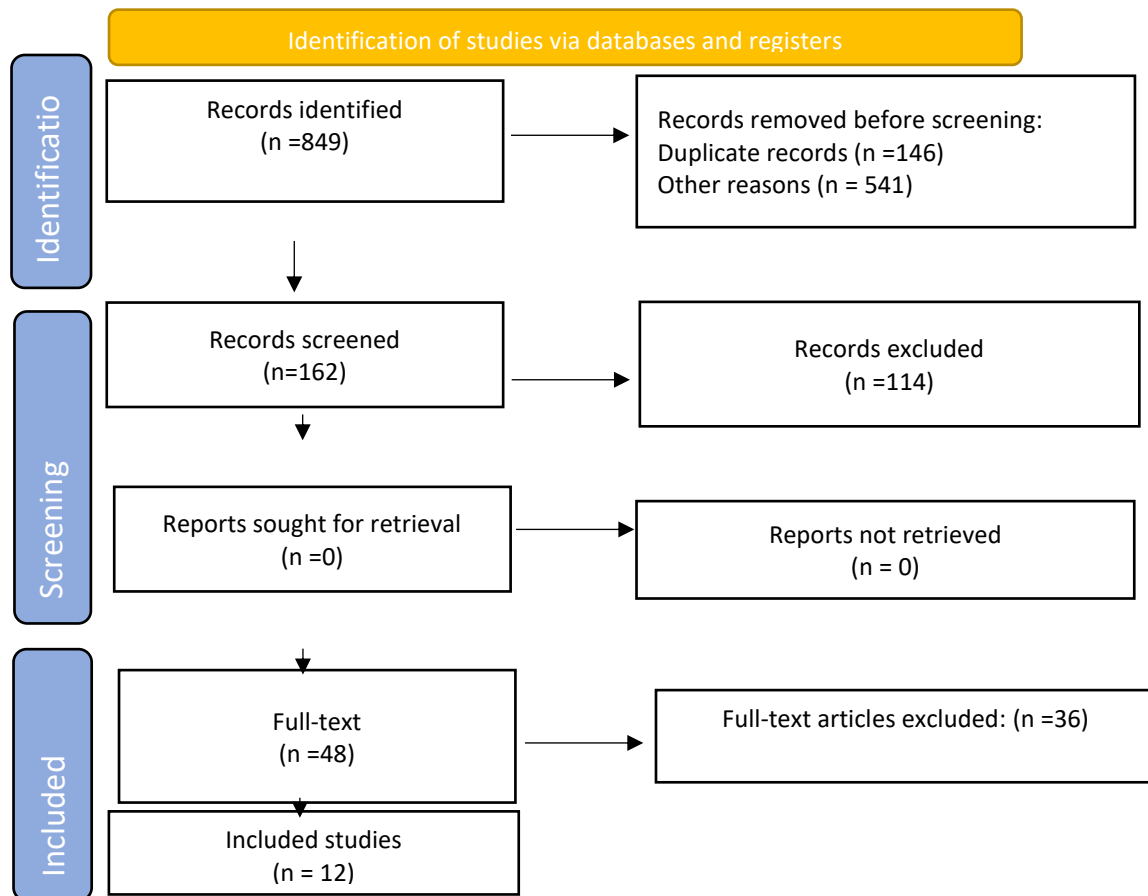 Identification of studies via databases and registers
Identificatio
Records identified
(n =849)
Records removed before screening:
Duplicate records (n =146)
Other reasons (n = 541)
Screening
Records screened
(n=162)
Records excluded
(n =114)
Reports sought for retrieval
(n =0)
Reports not retrieved
(n = 0)
Included
Full-text
(n =48)
Full-text articles excluded: (n =36)
Included studies
(n = 12)